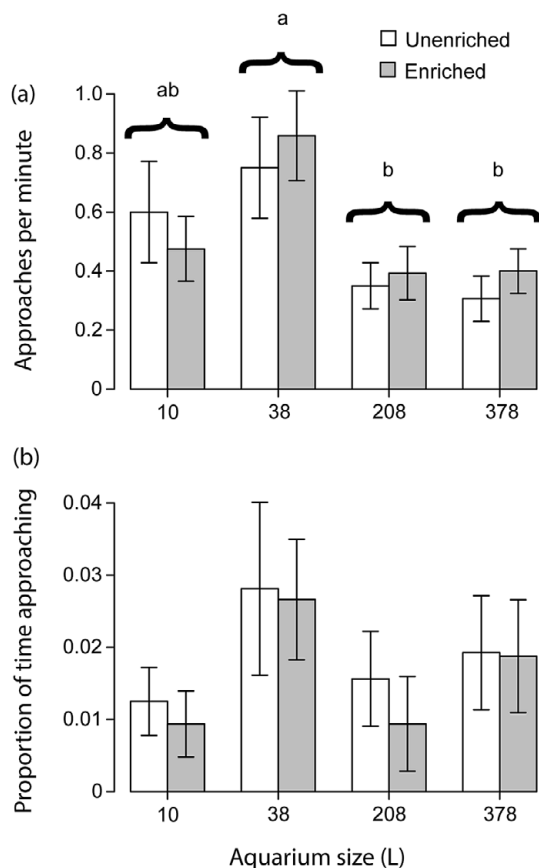 Unenriched
Enriched
(a)
a
ab
b
b
Approaches per minute
1.0
0.8
0.6
0.4
0.2
0
10
38
208
378
(b)
Proportion of time approaching
0.04
0.03
0.02
0.01
0
10
38
208
378
Aquarium size (L)